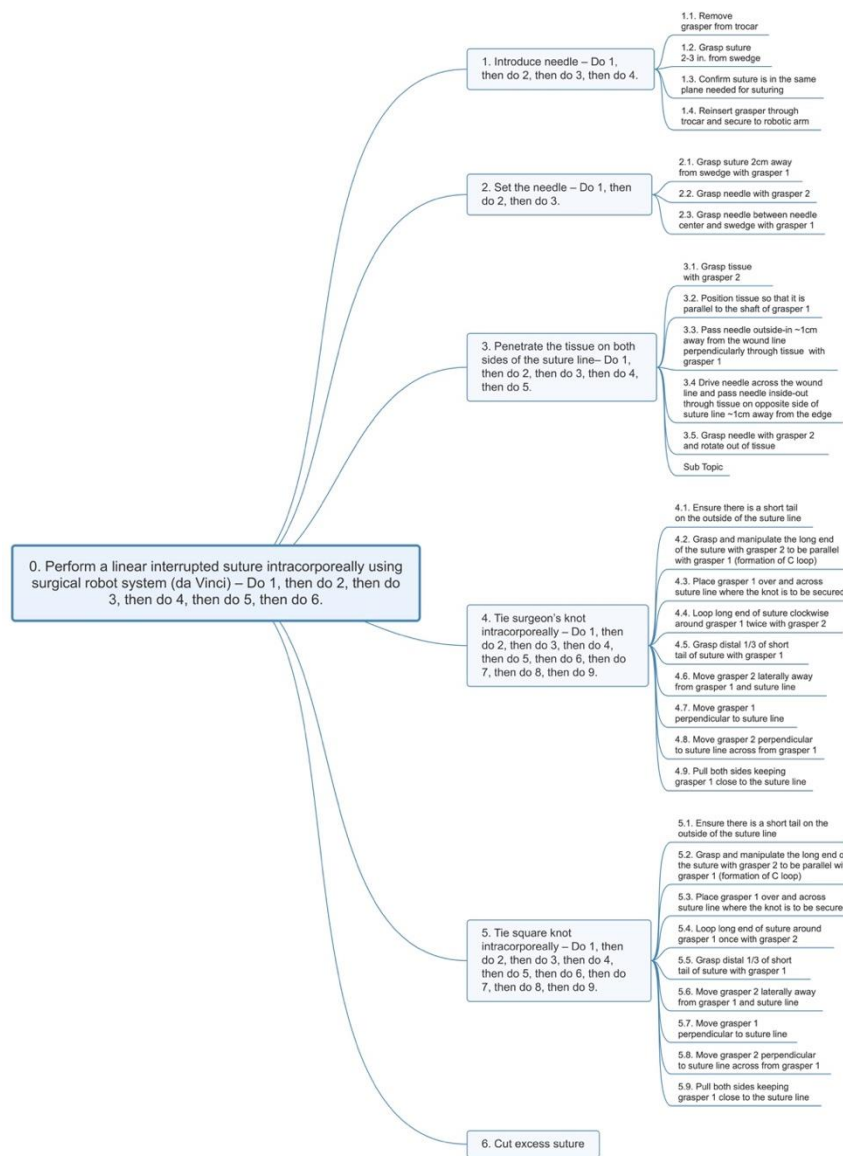 0. Perform a linear interrupted suture intracorporeally using
surgical robot system (da Vinci) – Do 1, then do 2, then do
3, then do 4, then do 5, then do 6.
1. Introduce needle – Do 1,
then do 2, then do 3, then do 4.
1.1. Remove
grasper from trocar
1.2. Grasp suture
2-3 in. from swedge
1.3. Confirm suture is in the same
plane needed for suturing
1.4. Reinsert grasper through
trocar and secure to robotic arm
2. Set the needle – Do 1, then
do 2, then do 3.
2.1. Grasp suture 2cm away
from swedge with grasper 1
2.2. Grasp needle with grasper 2
2.3. Grasp needle between needle
center and swedge with grasper 1
3. Penetrate the tissue on both
sides of the suture line– Do 1,
then do 2, then do 3, then do 4,
then do 5.
3.1. Grasp tissue
with grasper 2
3.2. Position tissue so that it is
parallel to the shaft of grasper 1
3.3. Pass needle outside-in ~1cm
away from the wound line
perpendicularly through tissue with
grasper 1
3.4 Drive needle across the wound
line and pass needle inside-out
through tissue on opposite side of
suture line ~1cm away from the edge
3.5. Grasp needle with grasper 2
and rotate out of tissue
Sub Topic
4. Tie surgeon's knot
intracorporeally – Do 1, then
do 2, then do 3, then do 4,
then do 5, then do 6, then do
7, then do 8, then do 9.
4.1. Ensure there is a short tail
on the outside of the suture line
4.2. Grasp and manipulate the long end
of the suture with grasper 2 to be parallel
with grasper 1 (formation of C loop)
4.3. Place grasper 1 over and across
suture line where the knot is to be secured
4.4. Loop long end of suture clockwise
around grasper 1 twice with grasper 2
4.5. Grasp distal 1/3 of short
tail of suture with grasper 1
4.6. Move grasper 2 laterally away
from grasper 1 and suture line
4.7. Move grasper 1
perpendicular to suture line
4.8. Move grasper 2 perpendicular
to suture line across from grasper 1
4.9. Pull both sides keeping
grasper 1 close to the suture line
5. Tie square knot
intracorporeally – Do 1, then
do 2, then do 3, then do 4,
then do 5, then do 6, then do
7, then do 8, then do 9.
5.1. Ensure there is a short tail on the
outside of the suture line
5.2. Grasp and manipulate the long end
the suture with grasper 2 to be parallel
grasper 1 (formation of C loop)
5.3. Place grasper 1 over and across
suture line where the knot is to be secure
5.4. Loop long end of suture around
grasper 1 once with grasper 2
5.5. Grasp distal 1/3 of short
tail of suture with grasper 1
5.6. Move grasper 2 laterally away
from grasper 1 and suture line
5.7. Move grasper 1
perpendicular to suture line
5.8. Move grasper 2 perpendicular
to suture line across from grasper 1
5.9. Pull both sides keeping
grasper 1 close to the suture line
6. Cut excess suture